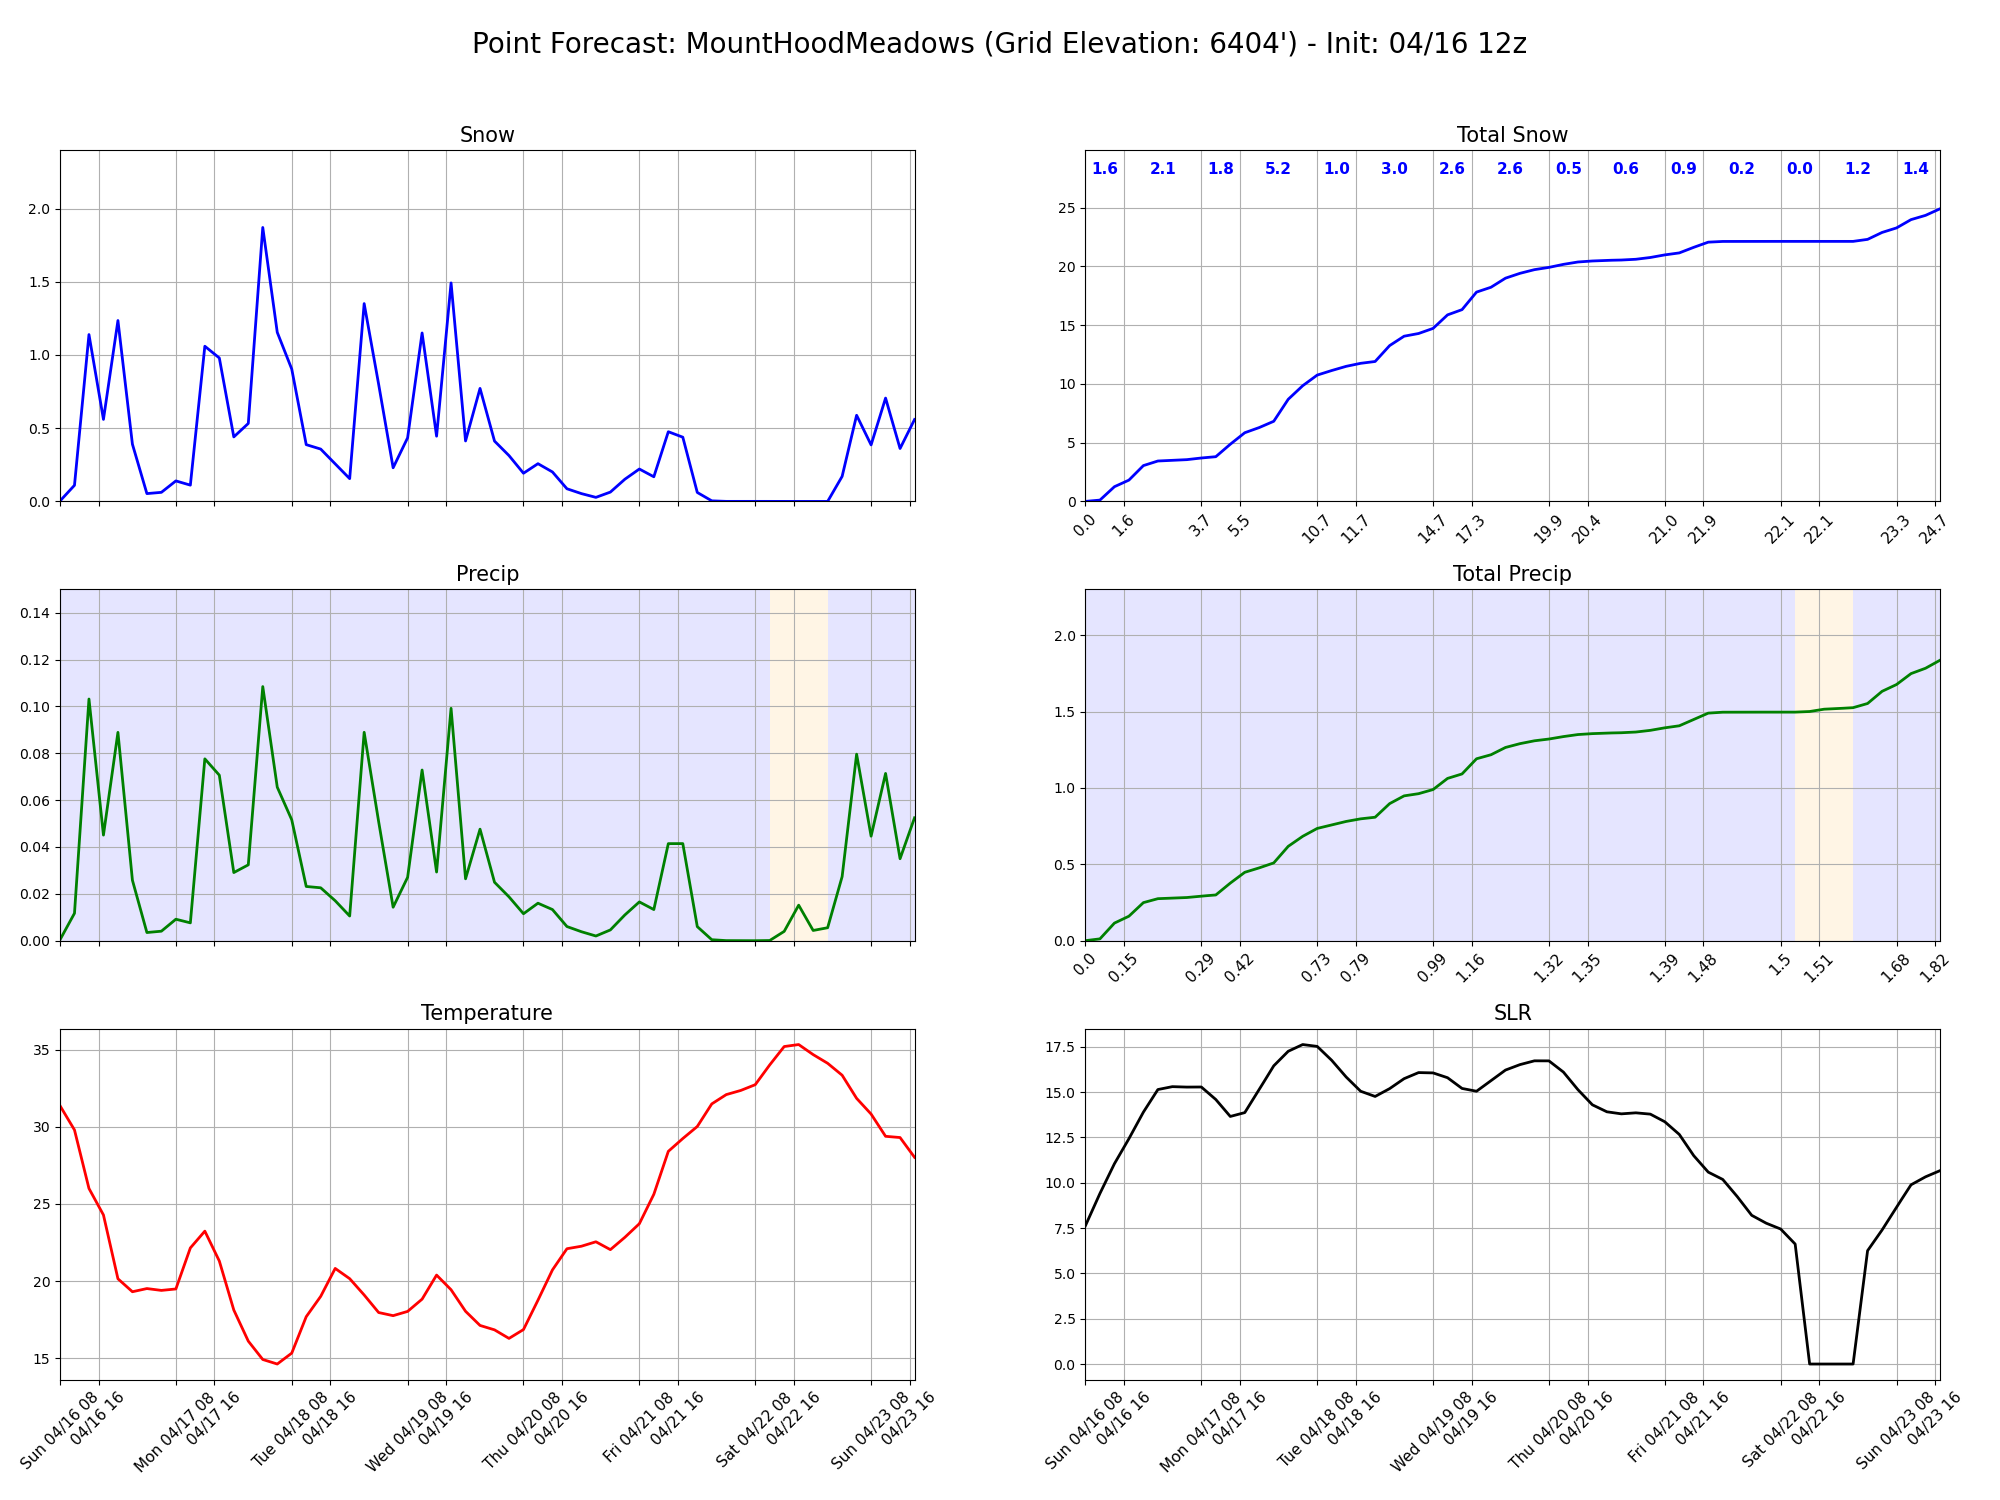 Point Forecast: MountHoodMeadows (Grid Elevation: 6404') - Init: 04/16 12z
Snow
2.0
1.5
1.0
0.5
0.0
Total Snow
1.6 2.1 1.8 5.2 1.0 3.0 2.6 2.6 0.5 0.6 0.9 0.2 0.0 1.2 1.4
25
20
15
10
5
0
0.0 1.6 3.7 5.5 10.7 11.7 14.7 17.3 19.9 20.4 21.0 21.9 22.1 22.1 23.3 24.7
Precip
0.14
0.12
0.10
0.08
0.06
0.04
0.02
0.00
Total Precip
2.0
1.5
1.0
0.5
0.0
0.0 0.15 0.29 0.42 0.73 0.79 0.99 1.16 1.32 1.35 1.39 1.48 1.5 1.51 1.68 1.82
Temperature
35
30
25
20
15
Sun 04/16 08
04/16 16
Mon 04/17 08
04/17 16
Tue 04/18 08
04/18 16
Wed 04/19 08
04/19 16
Thu 04/20 08
04/20 16
Fri 04/21 08
04/21 16
Sat 04/22 08
04/22 16
Sun 04/23 08
04/23 16
SLR
17.5
15.0
12.5
10.0
7.5
5.0
2.5
0.0
Sun 04/16 08
04/16 16
Mon 04/17 08
04/17 16
Tue 04/18 08
04/18 16
Wed 04/19 08
04/19 16
Thu 04/20 08
04/20 16
Fri 04/21 08
04/21 16
Sat 04/22 08
04/22 16
Sun 04/23 08
04/23 16